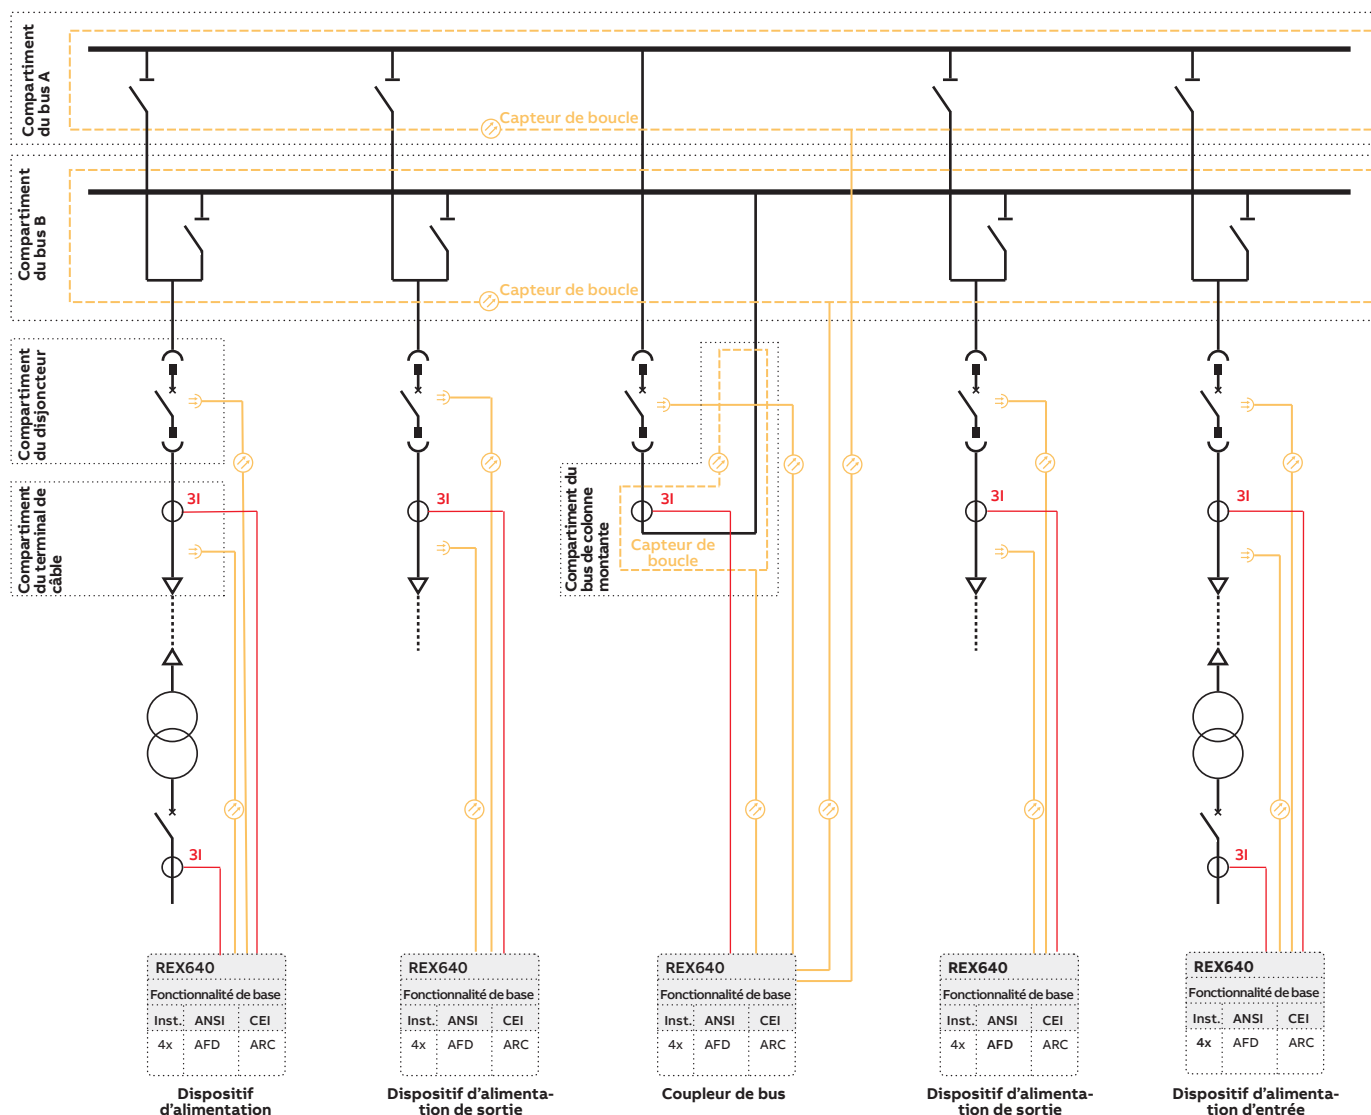 Compartiment
du bus A
Capteur de boucle
Compartiment
du bus B
Capteur de boucle
Compartiment
du disjoncteur
Compartiment
du terminal de
câble
3I
3I
Compartiment du
bus de colonne
montante
3I
Capteur de
boucle
3I
3I
3I
3I
REX640
Fonctionnalité de base
Inst. ANSI CEI
4x AFD ARC
Dispositif
d'alimentation
REX640
Fonctionnalité de base
Inst. ANSI CEI
4x AFD ARC
Dispositif d'alimenta-
tion de sortie
REX640
Fonctionnalité de base
Inst. ANSI CEI
4x AFD ARC
Coupleur de bus
REX640
Fonctionnalité de base
Inst. ANSI CEI
4x AFD ARC
Dispositif d'alimenta-
tion de sortie
REX640
Fonctionnalité de base
Inst. ANSI CEI
4x AFD ARC
Dispositif d'alimenta-
tion d'entrée